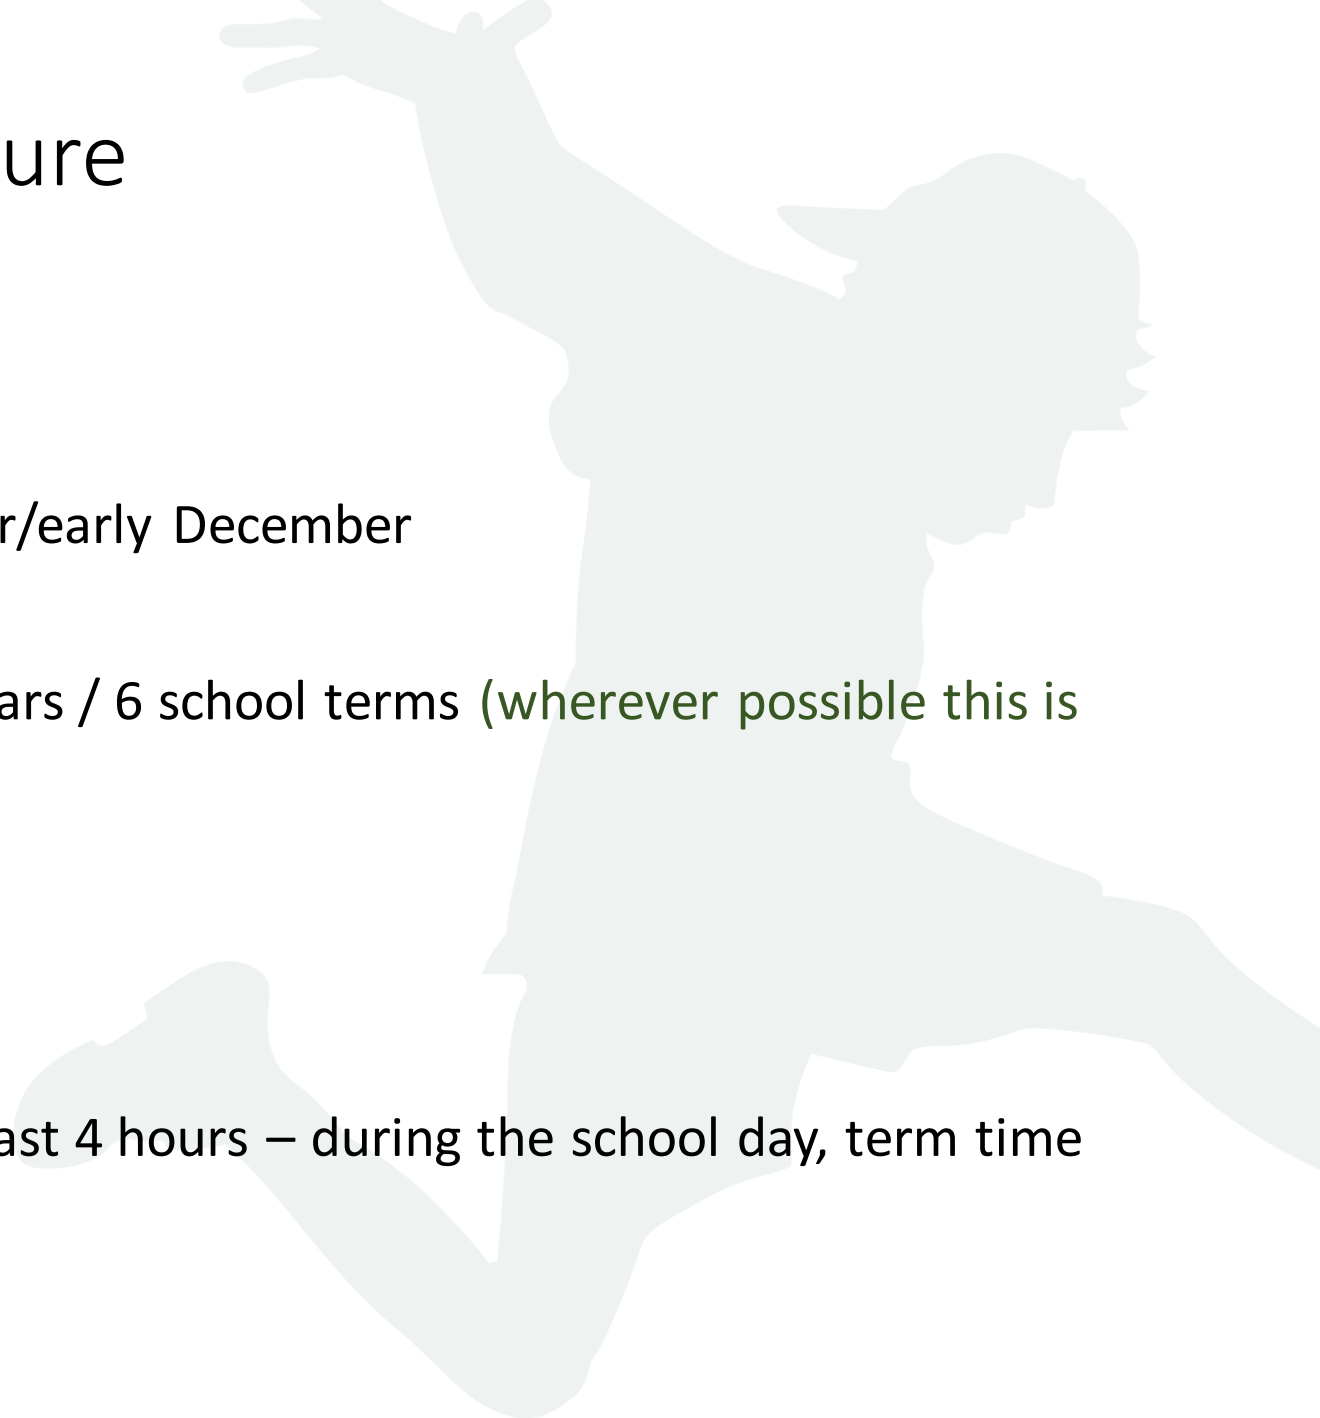 ure
r/early December
ars / 6 school terms (wherever possible this is
ast 4 hours – during the school day, term time